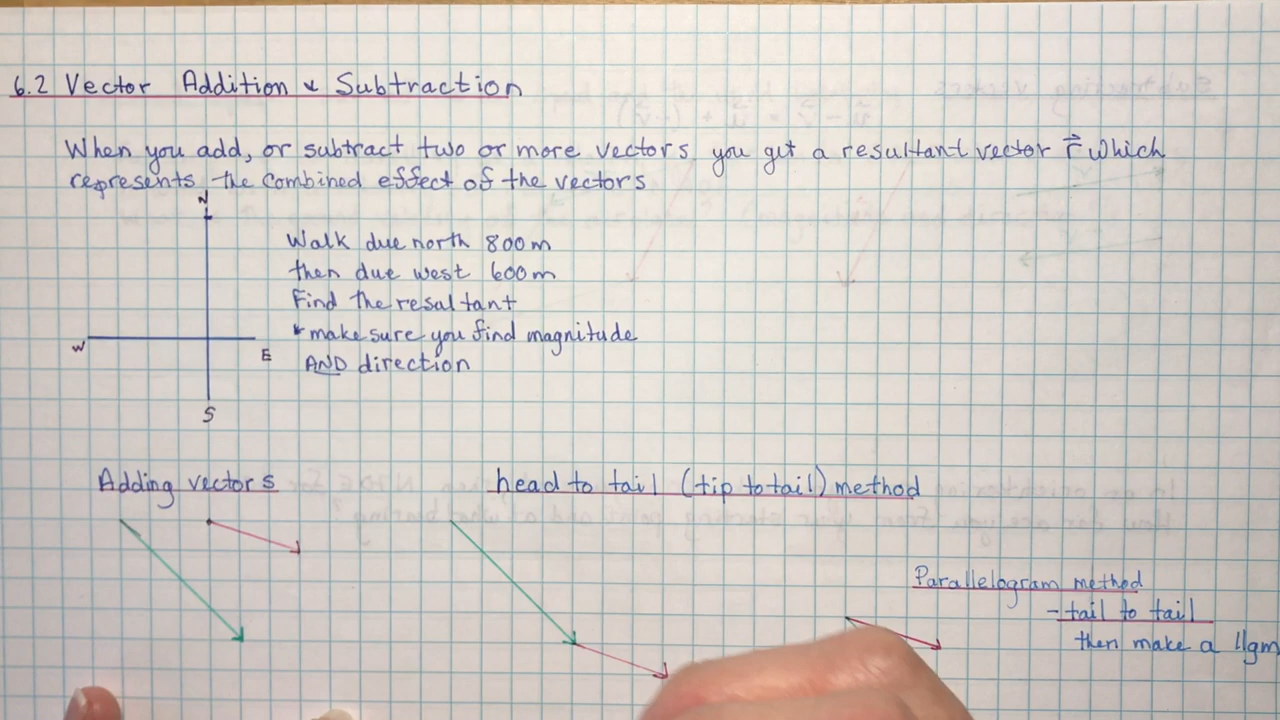 6.2 Vector Addition & Subtraction
When you add, or subtract two or more vectors you get a resultant vector r⃗ which
represents the combined effect of the vectors
N
Walk due north 800m
then due west 600m
Find the resultant
* make sure you find magnitude
W
E
AND direction
S
Adding vectors
head to tail (tip to tail) method
Parallelogram method
- tail to tail
then make a llgm